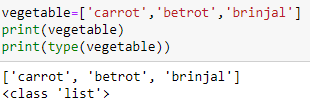 vegetable=['carrot','betrot','brinjal']
print(vegetable)
print(type(vegetable))
['carrot', 'betrot', 'brinjal']
<class 'list'>